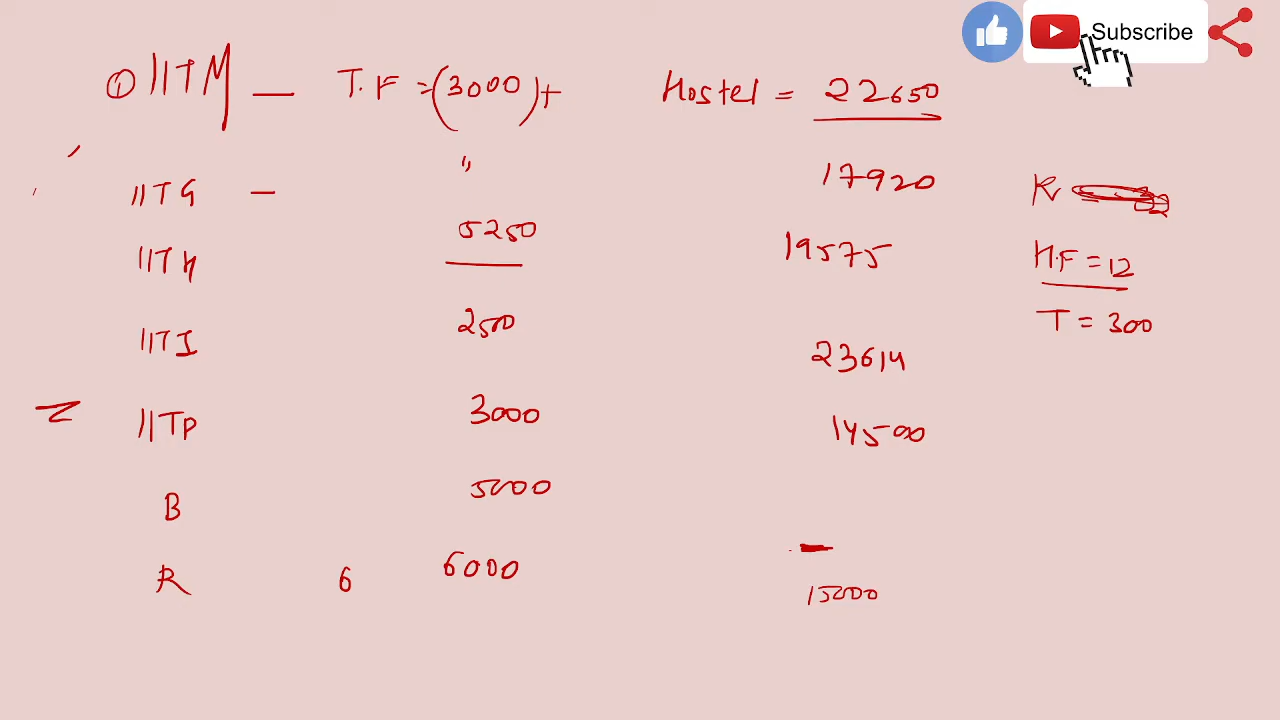 Subscribe
① IITM — T.F = (3000) + Hostel = 22650
IITG — " 17920
IITH 5250 19575
IITI 2500 23614
IITP 3000 14500
B 5000
R 6 6000 15000
K
H.F = 12
T = 300